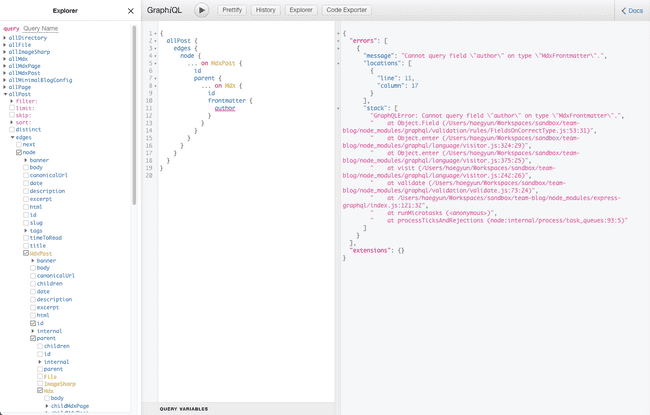 Explorer
GraphiQL
Prettify
History
Explorer
Code Exporter
Docs
query Query Name
allDirectory
allFile
allImageSharp
allMdx
allMdxPage
allMdxPost
allMinimalBlogConfig
allPage
allPost
filter:
limit:
skip:
sort:
distinct
edges
next
node
banner
body
canonicalUrl
date
description
excerpt
html
id
slug
tags
timeToRead
title
MdxPost
banner
body
canonicalUrl
children
date
description
excerpt
html
id
internal
parent
children
id
internal
parent
File
ImageSharp
Mdx
body
childMdxPage
1 {
2 allPost {
3 edges {
4 node {
5 ... on MdxPost {
6 id
7 parent {
8 ... on Mdx {
9 id
10 frontmatter {
11 author
12 }
13 }
14 }
15 }
16 }
17 }
18 }
19 }
20
QUERY VARIABLES
{
"errors": [
{
"message": "Cannot query field \"author\" on type \"MdxFrontmatter\".",
"locations": [
{
"line": 11,
"column": 17
}
],
"stack": [
"GraphQLError: Cannot query field \"author\" on type \"MdxFrontmatter\".",
" at Object.Field (/Users/haegyun/Workspaces/sandbox/team-
blog/node_modules/graphql/validation/rules/FieldsOnCorrectType.js:53:31)",
" at Object.enter (/Users/haegyun/Workspaces/sandbox/team-
blog/node_modules/graphql/language/visitor.js:324:29)",
" at Object.enter (/Users/haegyun/Workspaces/sandbox/team-
blog/node_modules/graphql/language/visitor.js:375:25)",
" at visit (/Users/haegyun/Workspaces/sandbox/team-
blog/node_modules/graphql/language/visitor.js:242:26)",
" at validate (/Users/haegyun/Workspaces/sandbox/team-
blog/node_modules/graphql/validation/validate.js:73:24)",
" at /Users/haegyun/Workspaces/sandbox/team-blog/node_modules/express-
graphql/index.js:121:32",
" at runMicrotasks (<anonymous>)",
" at processTicksAndRejections (node:internal/process/task_queues:93:5)"
]
}
],
"extensions": {}
}